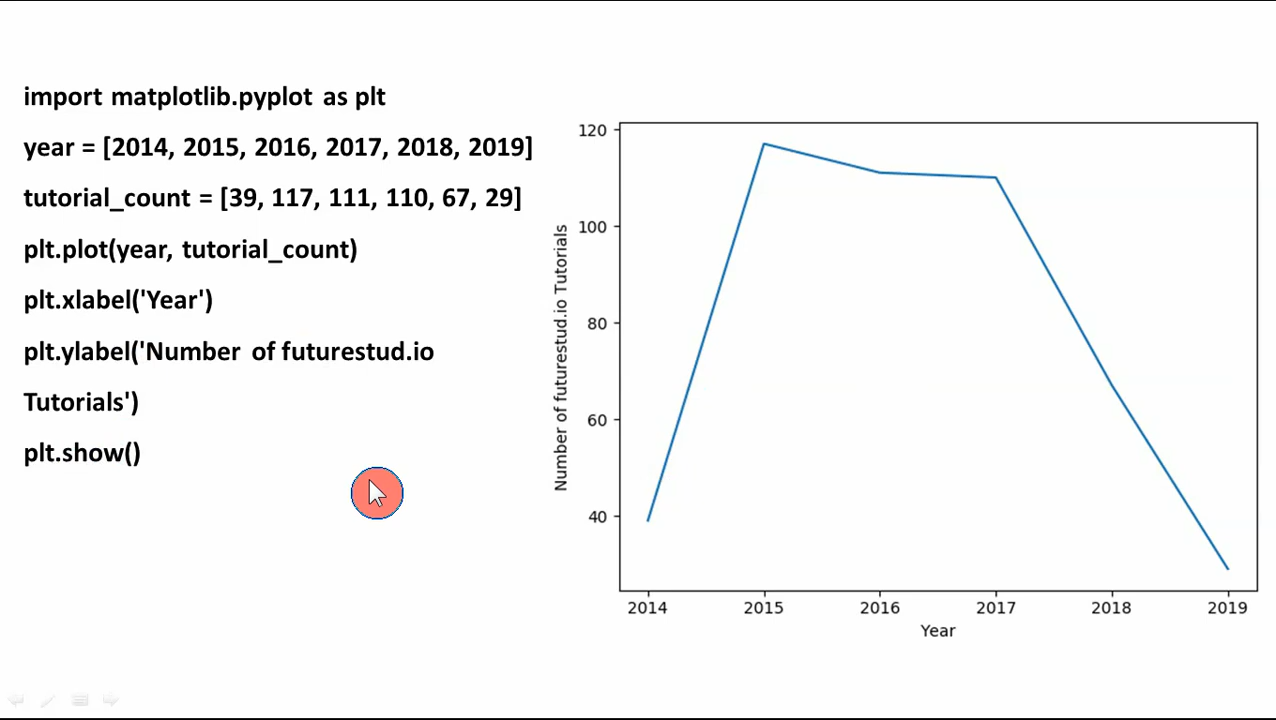 import matplotlib.pyplot as plt
year = [2014, 2015, 2016, 2017, 2018, 2019]
tutorial_count = [39, 117, 111, 110, 67, 29]
plt.plot(year, tutorial_count)
plt.xlabel('Year')
plt.ylabel('Number of futurestud.io
Tutorials')
plt.show()
Number of futurestud.io Tutorials
120
100
80
60
40
2014 2015 2016 2017 2018 2019
Year